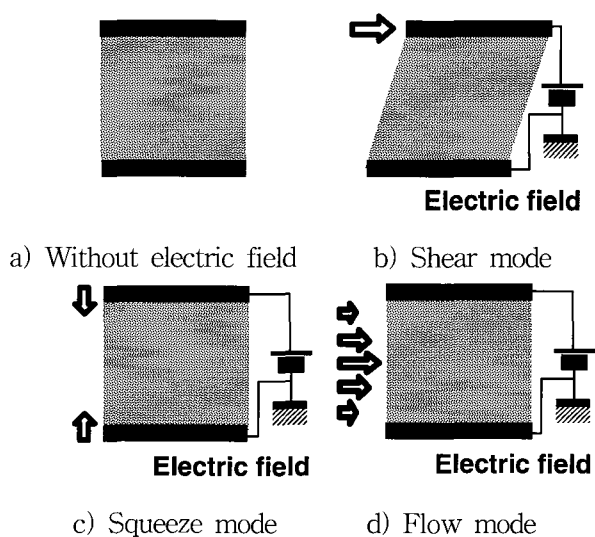 Electric field
a) Without electric field
b) Shear mode
Electric field
Electric field
c) Squeeze mode
d) Flow mode